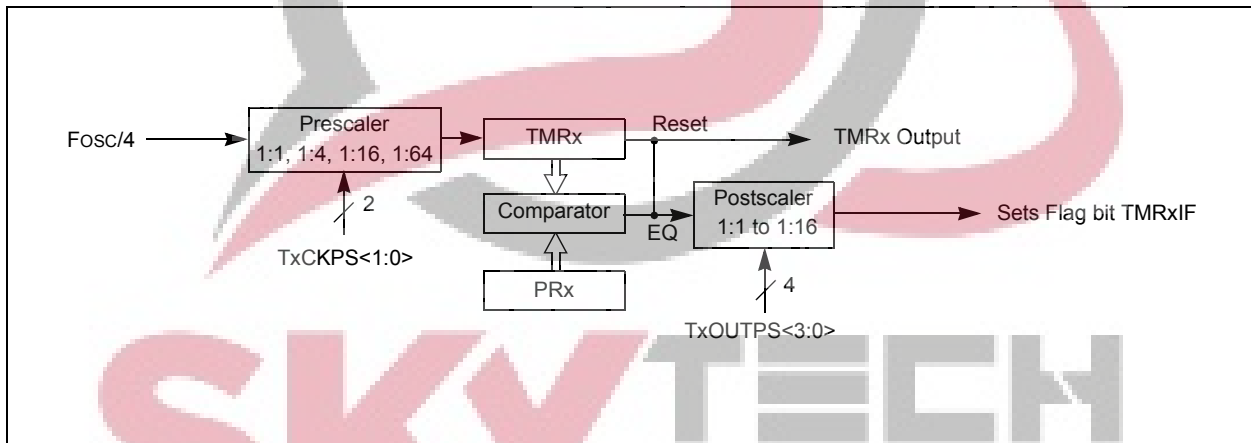 FOSC/4
Prescaler
1:1, 1:4, 1:16, 1:64
2
TxCKPS<1:0>
TMRx
Reset
TMRx Output
Comparator
EQ
PRx
Postscaler
1:1 to 1:16
4
TxOUTPS<3:0>
Sets Flag bit TMRxIF
SKYTECH